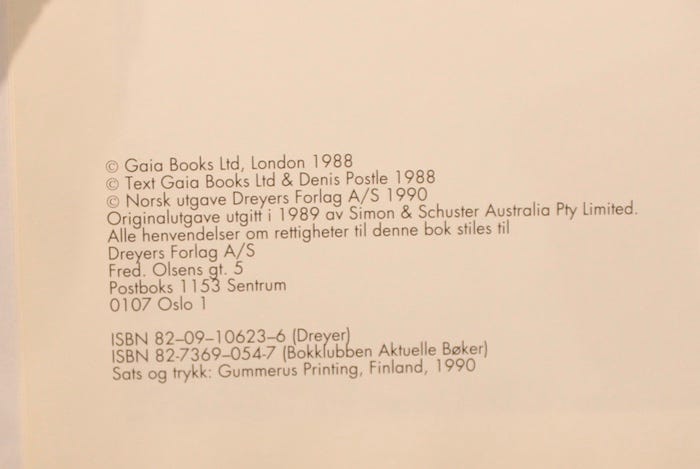 © Gaia Books Ltd, London 1988
© Text Gaia Books Ltd & Denis Postle 1988
© Norsk utgave Dreyers Forlag A/S 1990
Originalutgave utgitt i 1989 av Simon & Schuster Australia Pty Limited.
Alle henvendelser om rettigheter til denne bok stiles til
Dreyers Forlag A/S
Fred. Olsens gt. 5
Postboks 1153 Sentrum
0107 Oslo 1
ISBN 82–09–10623–6 (Dreyer)
ISBN 82-7369-054-7 (Bokklubben Aktuelle Bøker)
Sats og trykk: Gummerus Printing, Finland, 1990